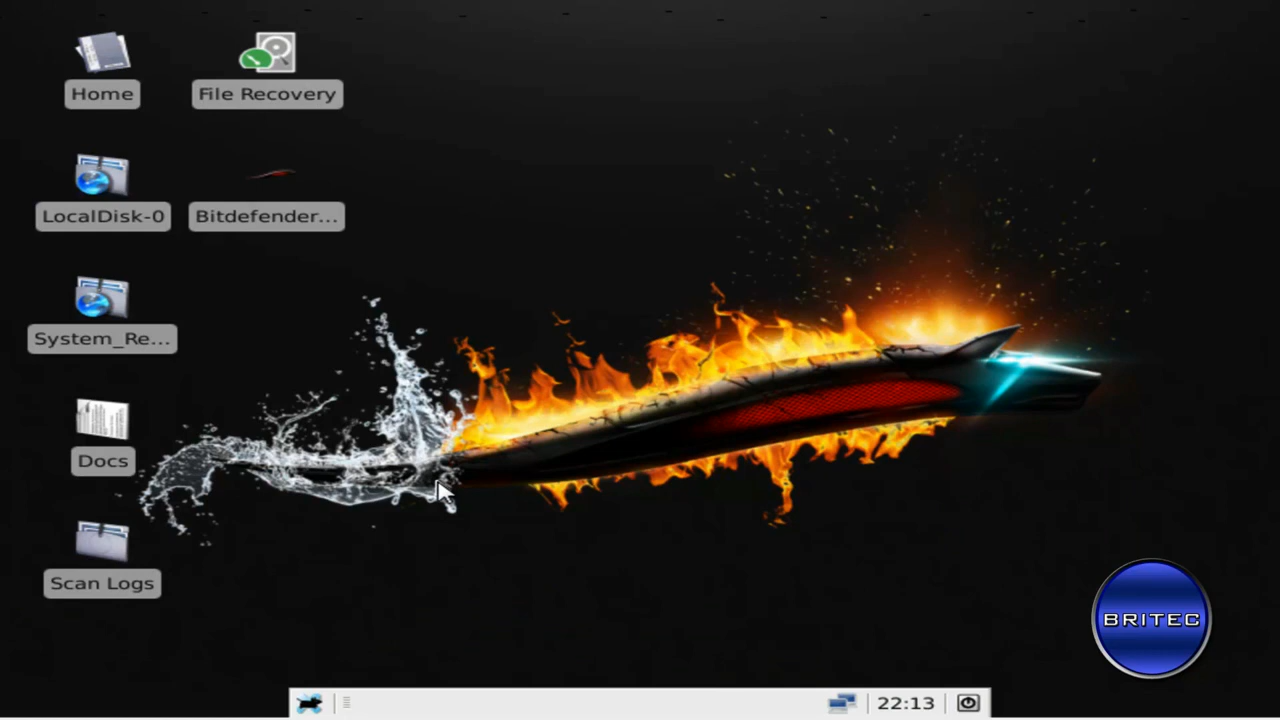 Home
File Recovery
LocalDisk-0
Bitdefender...
System_Re...
Docs
Scan Logs
BRITEC
22:13